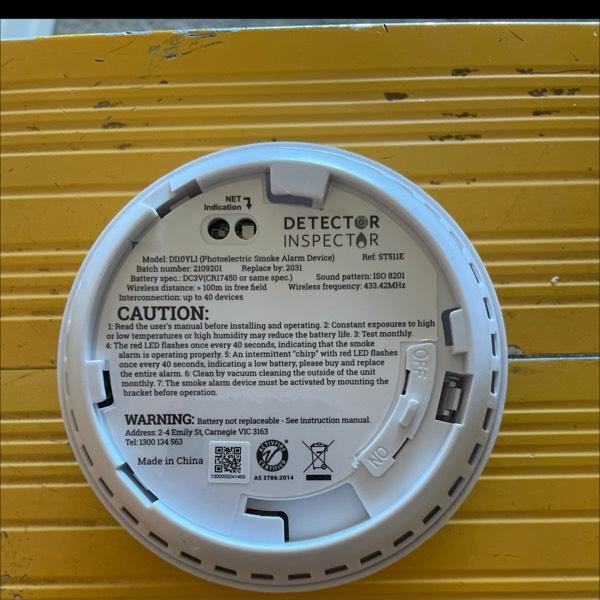 NET
Indication
DETECTOR
INSPECTOR
Model: DI10YLI (Photoelectric Smoke Alarm Device) Ref: ST511E
Batch number: 2109201 Replace by: 2031
Battery spec.: DC3V(CR17450 or same spec.) Sound pattern: ISO 8201
Wireless distance: > 100m in free field Wireless frequency: 433.42MHz
Interconnection: up to 40 devices
CAUTION:
1: Read the user's manual before installing and operating. 2: Constant exposures to high
or low temperatures or high humidity may reduce the battery life. 3: Test monthly.
4: The red LED flashes once every 40 seconds, indicating that the smoke
alarm is operating properly. 5: An intermittent "chirp" with red LED flashes
once every 40 seconds, indicating a low battery, please buy and replace
the entire alarm. 6: Clean by vacuum cleaning the outside of the unit
monthly. 7: The smoke alarm device must be activated by mounting the
bracket before operation.
OFF
WARNING: Battery not replaceable - See instruction manual.
Address: 2-4 Emily St, Carnegie VIC 3163
Tel: 1300 134 563
ON
Made in China
ACTIVFIRE
CERTIFIED
1000000241469
AS 3786:2014